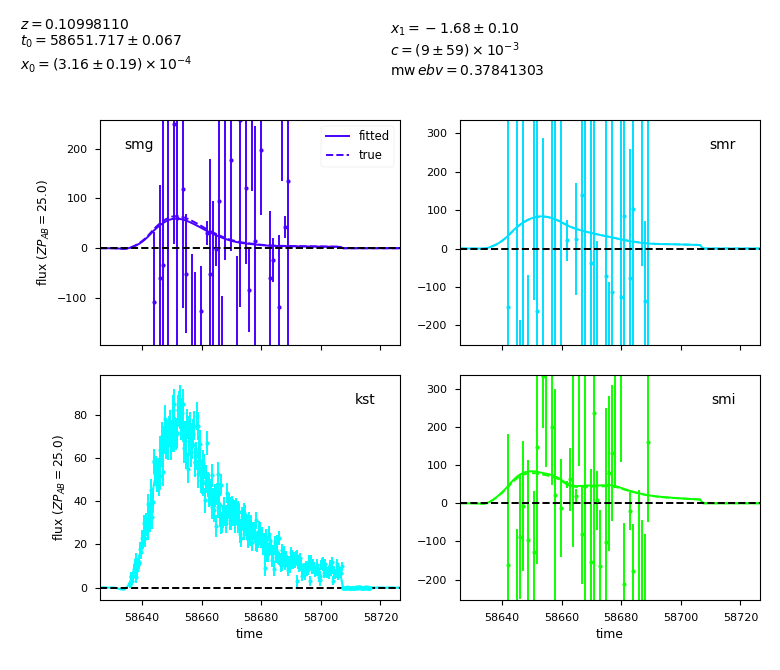 z = 0.10998110
t₀ = 58651.717 ± 0.067
x₀ = (3.16 ± 0.19) × 10⁻⁴
x₁ = −1.68 ± 0.10
c = (9 ± 59) × 10⁻³
mw ebv = 0.37841303
smg
fitted
true
200
100
0
−100
flux (ZP_AB = 25.0)
smr
300
200
100
0
−100
−200
kst
80
60
40
20
0
flux (ZP_AB = 25.0)
58640 58660 58680 58700 58720
time
smi
300
200
100
0
−100
−200
58640 58660 58680 58700 58720
time